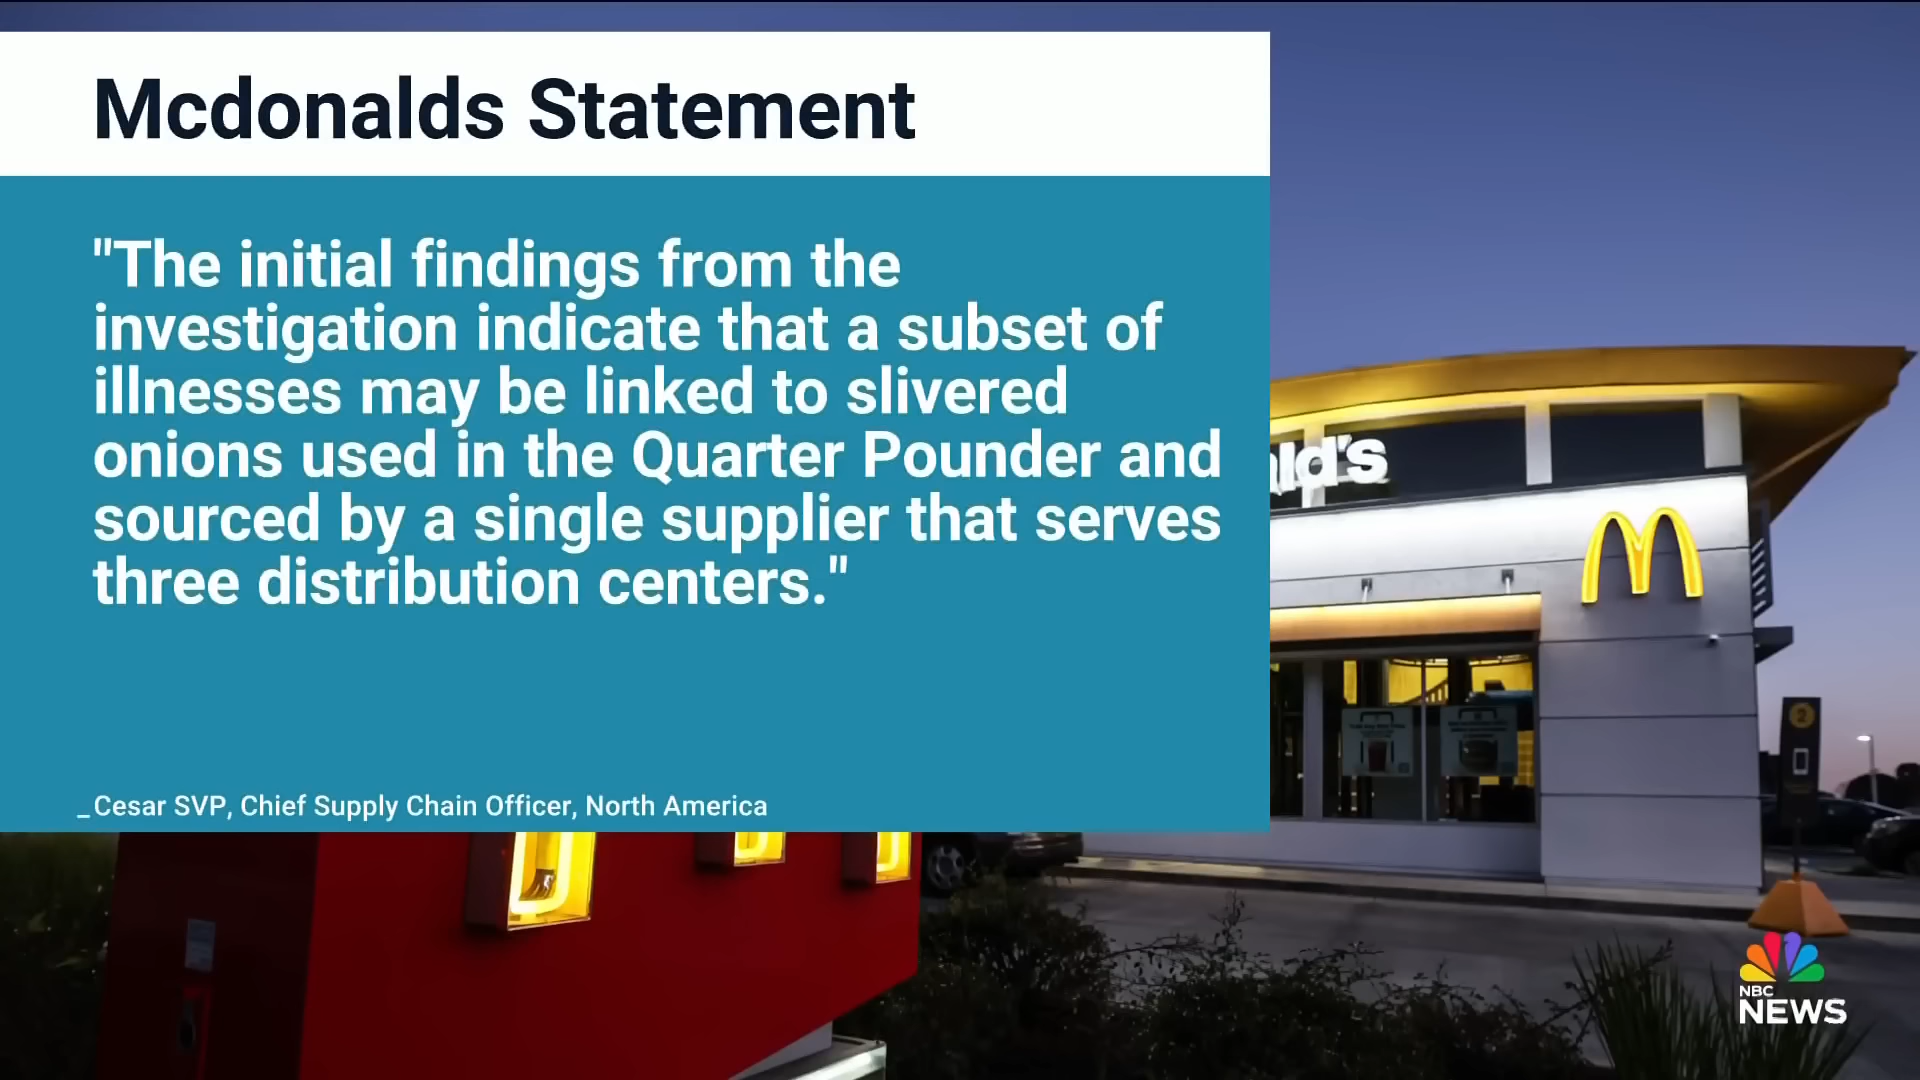 Mcdonalds Statement
"The initial findings from the
investigation indicate that a subset of
illnesses may be linked to slivered
onions used in the Quarter Pounder and
sourced by a single supplier that serves
three distribution centers."
_Cesar SVP, Chief Supply Chain Officer, North America
ald's
2
NBC
NEWS